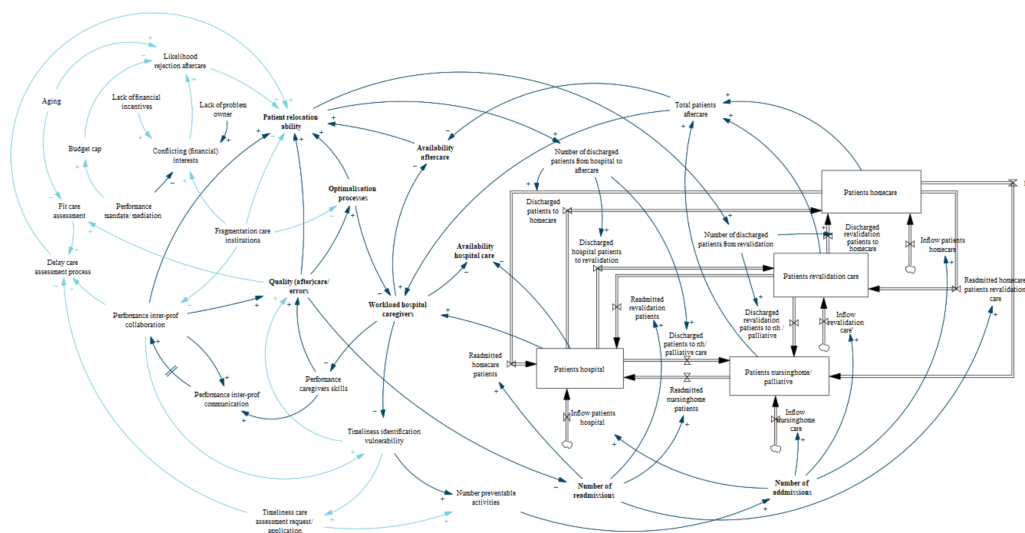 Likelihood
rejection aftercare
Aging
Lack of financial
incentives
Lack of problem
owner
Patient relocation
ability
Total patients
aftercare
Budget cap
Conflicting (financial)
interests
Availability
aftercare
Number of discharged
patients from hospital to
aftercare
Patients homecare
Optimalisation
processes
Fit care
assessment
Performance
mandate/ mediation
Discharged
patients to
homecare
Fragmentation care
institutions
Number of discharged
patients from revalidation
Discharged
revalidation
patients to
homecare
Inflow patients
homecare
Availability
hospital care
Discharged
hospital patients
to revalidation
Delay care
assessment process
Patients revalidation care
Quality (after)care/
errors
Readmitted homecare
patients revalidation
care
Workload hospital
caregivers
Performance inter-prof
collaboration
Readmitted
revalidation
patients
Discharged
revalidation
patients to nh/
palliative
Inflow
revalidation
care
Discharged
patients to nh/
palliative care
Readmitted
homecare
patients
Patients hospital
Patients nursinghome/
palliative
Performance
caregivers skills
Performance inter-prof
communication
Readmitted
nursinghome
patients
Inflow patients
hospital
Inflow
nursinghome
care
Timeliness identification
vulnerability
Number of
readmissions
Number of
addmissions
Number preventable
activities
Timeliness care
assessment request/
application